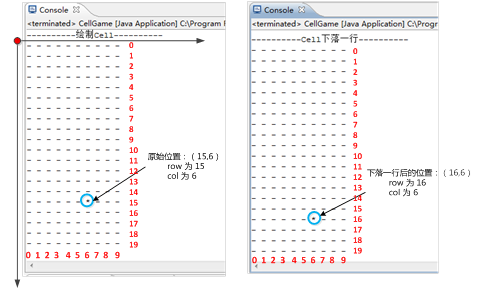 Console
<terminated> CellGame [Java Application] C:\Program F
----------绘制Cell----------
- - - - - - - - - - 0
- - - - - - - - - - 1
- - - - - - - - - - 2
- - - - - - - - - - 3
- - - - - - - - - - 4
- - - - - - - - - - 5
- - - - - - - - - - 6
- - - - - - - - - - 7
- - - - - - - - - - 8
- - - - - - - - - - 9
- - - - - - - - - - 10
- - - - - - - - - - 11
- - - - - - - - - - 12
- - - - - - - - - - 13
- - - - - - - - - - 14
- - - - - - * - - - 15
- - - - - - - - - - 16
- - - - - - - - - - 17
- - - - - - - - - - 18
- - - - - - - - - - 19
0 1 2 3 4 5 6 7 8 9
原始位置：（15,6）
row 为 15
col 为 6
Console
<terminated> CellGame [Java Application] C:\Pro
----------Cell下落一行----------
- - - - - - - - - - 0
- - - - - - - - - - 1
- - - - - - - - - - 2
- - - - - - - - - - 3
- - - - - - - - - - 4
- - - - - - - - - - 5
- - - - - - - - - - 6
- - - - - - - - - - 7
- - - - - - - - - - 8
- - - - - - - - - - 9
- - - - - - - - - - 10
- - - - - - - - - - 11
- - - - - - - - - - 12
- - - - - - - - - - 13
- - - - - - - - - - 14
- - - - - - - - - - 15
- - - - - - * - - - 16
- - - - - - - - - - 17
- - - - - - - - - - 18
- - - - - - - - - - 19
0 1 2 3 4 5 6 7 8 9
下落一行后的位置：（16,6）
row 为 16
col 为 6